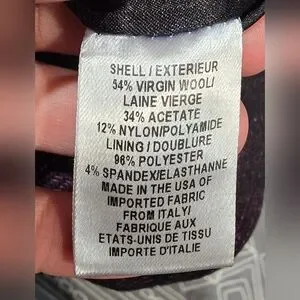 SHELL / EXTERIEUR
54% VIRGIN WOOL/
LAINE VIERGE
34% ACETATE
12% NYLON/POLYAMIDE
LINING / DOUBLURE
96% POLYESTER
4% SPANDEX/ELASTHANNE
MADE IN THE USA OF
IMPORTED FABRIC
FROM ITALY/
FABRIQUE AUX
ETATS-UNIS DE TISSU
IMPORTE D'ITALIE